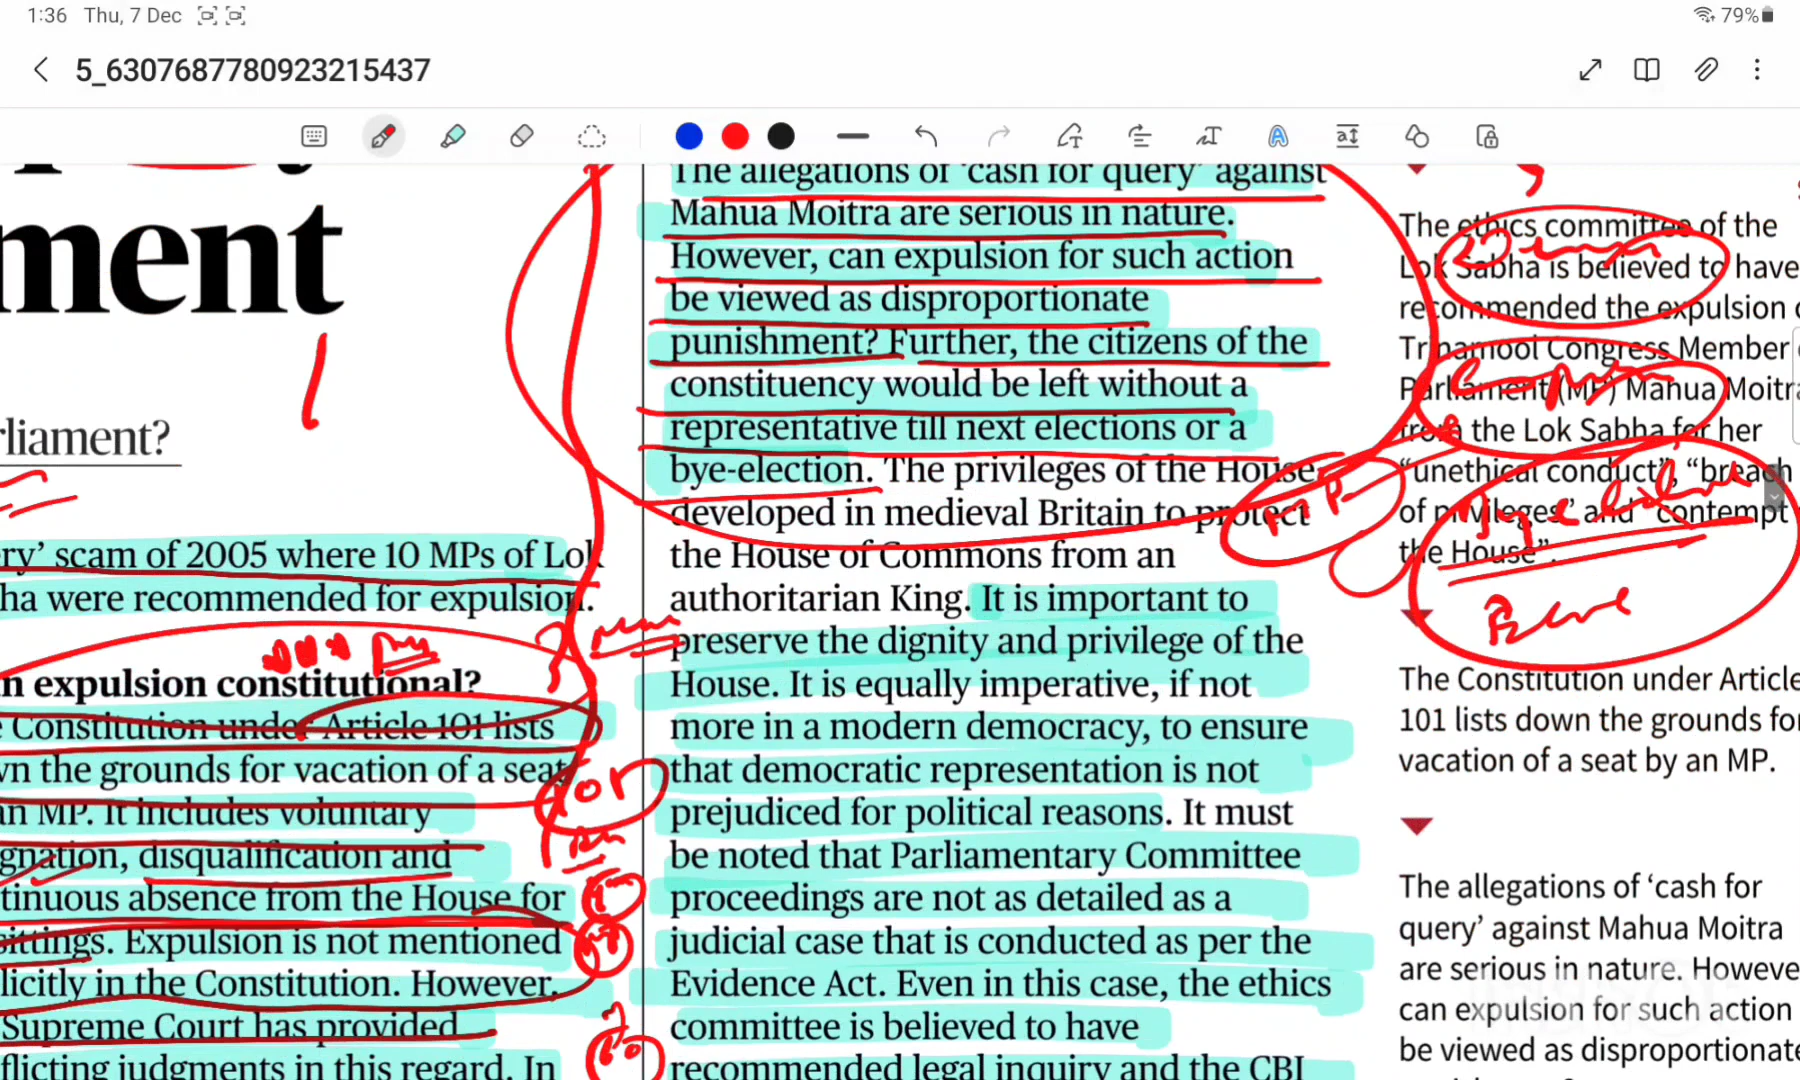 1:36 Thu, 7 Dec
79%
5_6307687780923215437
ment
rliament?
ry' scam of 2005 where 10 MPs of Lok
ha were recommended for expulsion.
n expulsion constitutional?
e Constitution under Article 101 lists
wn the grounds for vacation of a seat
an MP. It includes voluntary
gnation, disqualification and
tinuous absence from the House for
sittings. Expulsion is not mentioned
licitly in the Constitution. However,
Supreme Court has provided
flicting judgments in this regard. In
The allegations of 'cash for query' against
Mahua Moitra are serious in nature.
However, can expulsion for such action
be viewed as disproportionate
punishment? Further, the citizens of the
constituency would be left without a
representative till next elections or a
bye-election. The privileges of the House
developed in medieval Britain to protect
the House of Commons from an
authoritarian King. It is important to
preserve the dignity and privilege of the
House. It is equally imperative, if not
more in a modern democracy, to ensure
that democratic representation is not
prejudiced for political reasons. It must
be noted that Parliamentary Committee
proceedings are not as detailed as a
judicial case that is conducted as per the
Evidence Act. Even in this case, the ethics
committee is believed to have
recommended legal inquiry and the CBI
The ethics committee of the
Lok Sabha is believed to have
recommended the expulsion o
Trinamool Congress Member
Parliament (MP) Mahua Moitra
from the Lok Sabha for her
"unethical conduct", "breach
of privileges" and "contempt
the House".
The Constitution under Article
101 lists down the grounds for
vacation of a seat by an MP.
The allegations of 'cash for
query' against Mahua Moitra
are serious in nature. Howeve
can expulsion for such action
be viewed as disproportionate